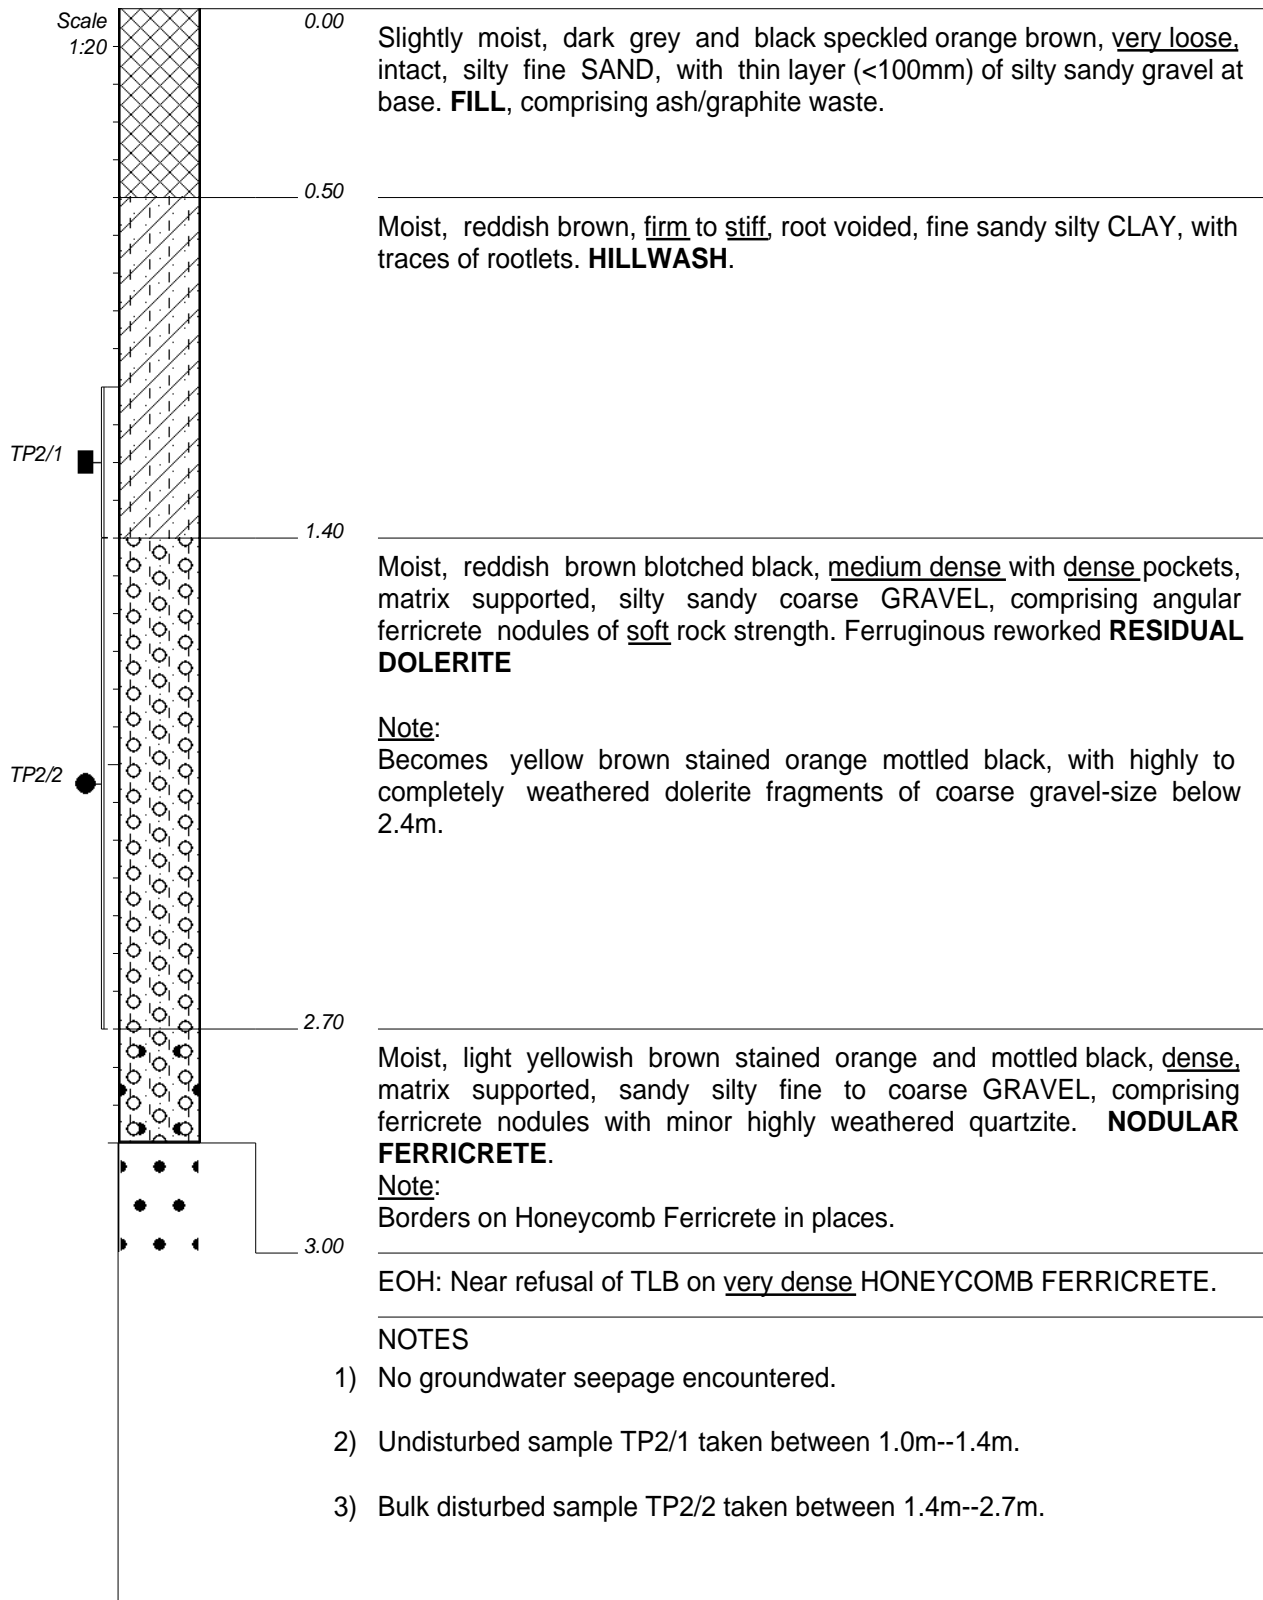 Scale
1:20
0.00
Slightly moist, dark grey and black speckled orange brown, very loose,
intact, silty fine SAND, with thin layer (<100mm) of silty sandy gravel at
base. FILL, comprising ash/graphite waste.
0.50
Moist, reddish brown, firm to stiff, root voided, fine sandy silty CLAY, with
traces of rootlets. HILLWASH.
TP2/1
1.40
Moist, reddish brown blotched black, medium dense with dense pockets,
matrix supported, silty sandy coarse GRAVEL, comprising angular
ferricrete nodules of soft rock strength. Ferruginous reworked RESIDUAL
DOLERITE
Note:
Becomes yellow brown stained orange mottled black, with highly to
completely weathered dolerite fragments of coarse gravel-size below
2.4m.
TP2/2
2.70
Moist, light yellowish brown stained orange and mottled black, dense,
matrix supported, sandy silty fine to coarse GRAVEL, comprising
ferricrete nodules with minor highly weathered quartzite. NODULAR
FERRICRETE.
Note:
Borders on Honeycomb Ferricrete in places.
3.00
EOH: Near refusal of TLB on very dense HONEYCOMB FERRICRETE.
NOTES
1) No groundwater seepage encountered.
2) Undisturbed sample TP2/1 taken between 1.0m--1.4m.
3) Bulk disturbed sample TP2/2 taken between 1.4m--2.7m.